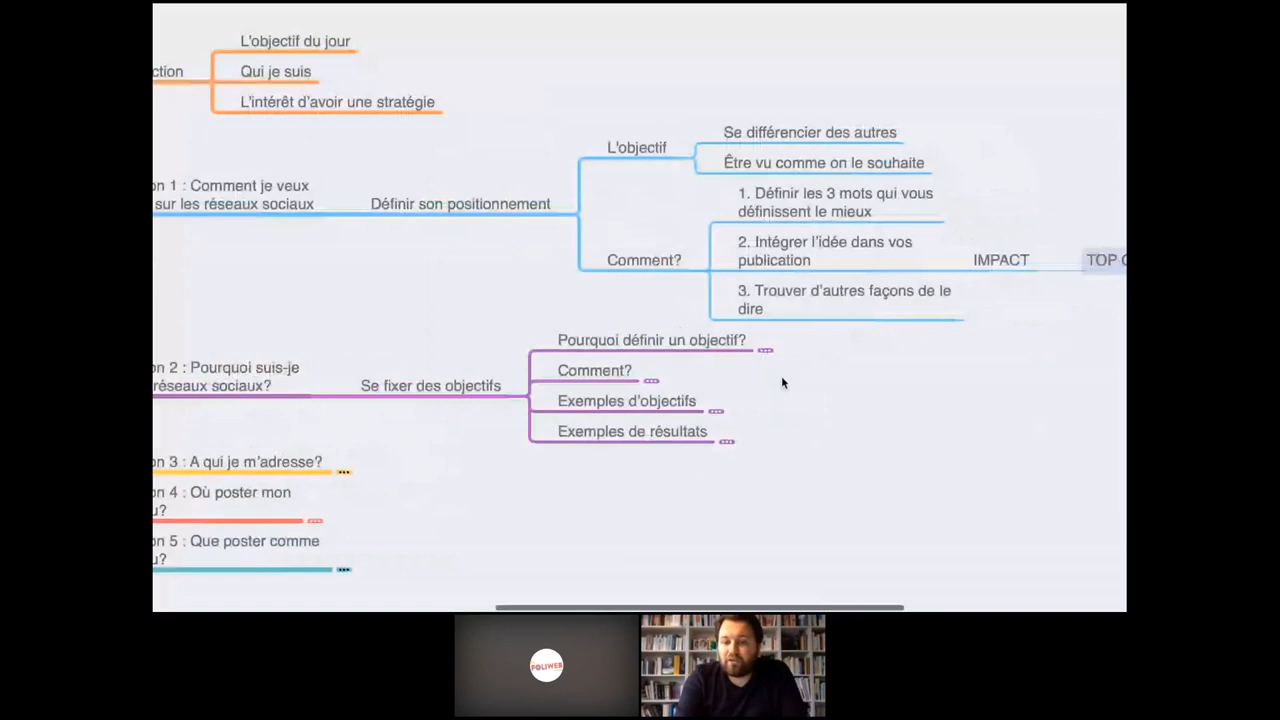 L'objectif du jour
ction
Qui je suis
L'intérêt d'avoir une stratégie
Se différencier des autres
L'objectif
Être vu comme on le souhaite
on 1 : Comment je veux
sur les réseaux sociaux
Définir son positionnement
1. Définir les 3 mots qui vous
définissent le mieux
Comment?
2. Intégrer l'idée dans vos
publication
IMPACT
TOP
3. Trouver d'autres façons de le
dire
Pourquoi définir un objectif?
on 2 : Pourquoi suis-je
réseaux sociaux?
Se fixer des objectifs
Comment?
Exemples d'objectifs
Exemples de résultats
on 3 : A qui je m'adresse?
on 4 : Où poster mon
u?
on 5 : Que poster comme
u?
POLIWEB